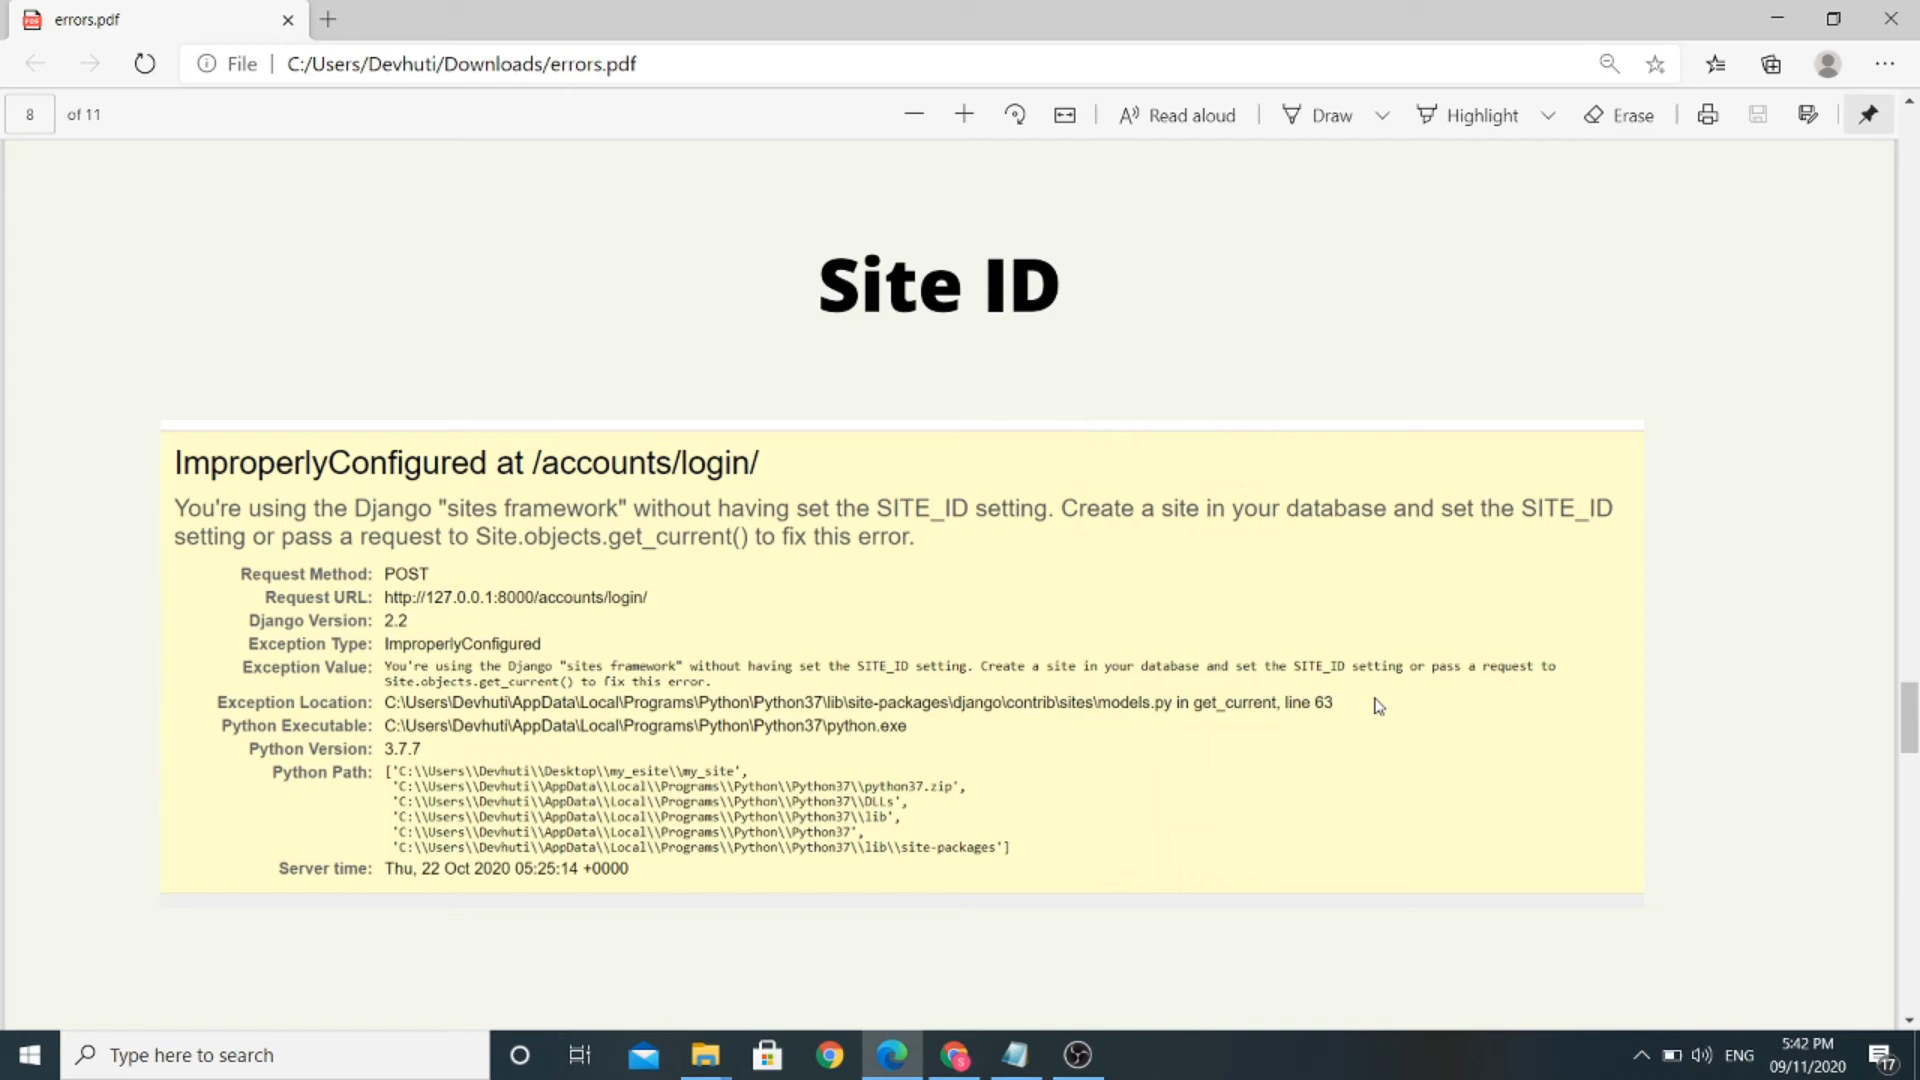 errors.pdf
File
C:/Users/Devhuti/Downloads/errors.pdf
8 of 11
Read aloud
Draw
Highlight
Erase
Site ID
ImproperlyConfigured at /accounts/login/
You're using the Django "sites framework" without having set the SITE_ID setting. Create a site in your database and set the SITE_ID
setting or pass a request to Site.objects.get_current() to fix this error.
Request Method: POST
Request URL: http://127.0.0.1:8000/accounts/login/
Django Version: 2.2
Exception Type: ImproperlyConfigured
Exception Value: You're using the Django "sites framework" without having set the SITE_ID setting. Create a site in your database and set the SITE_ID setting or pass a request to
Site.objects.get_current() to fix this error.
Exception Location: C:\Users\Devhuti\AppData\Local\Programs\Python\Python37\lib\site-packages\django\contrib\sites\models.py in get_current, line 63
Python Executable: C:\Users\Devhuti\AppData\Local\Programs\Python\Python37\python.exe
Python Version: 3.7.7
Python Path: ['C:\\Users\\Devhuti\\Desktop\\my_esite\\my_site',
'C:\\Users\\Devhuti\\AppData\\Local\\Programs\\Python\\Python37\\python37.zip',
'C:\\Users\\Devhuti\\AppData\\Local\\Programs\\Python\\Python37\\DLLs',
'C:\\Users\\Devhuti\\AppData\\Local\\Programs\\Python\\Python37\\lib',
'C:\\Users\\Devhuti\\AppData\\Local\\Programs\\Python\\Python37',
'C:\\Users\\Devhuti\\AppData\\Local\\Programs\\Python\\Python37\\lib\\site-packages']
Server time: Thu, 22 Oct 2020 05:25:14 +0000
Type here to search
ENG
5:42 PM
09/11/2020
17